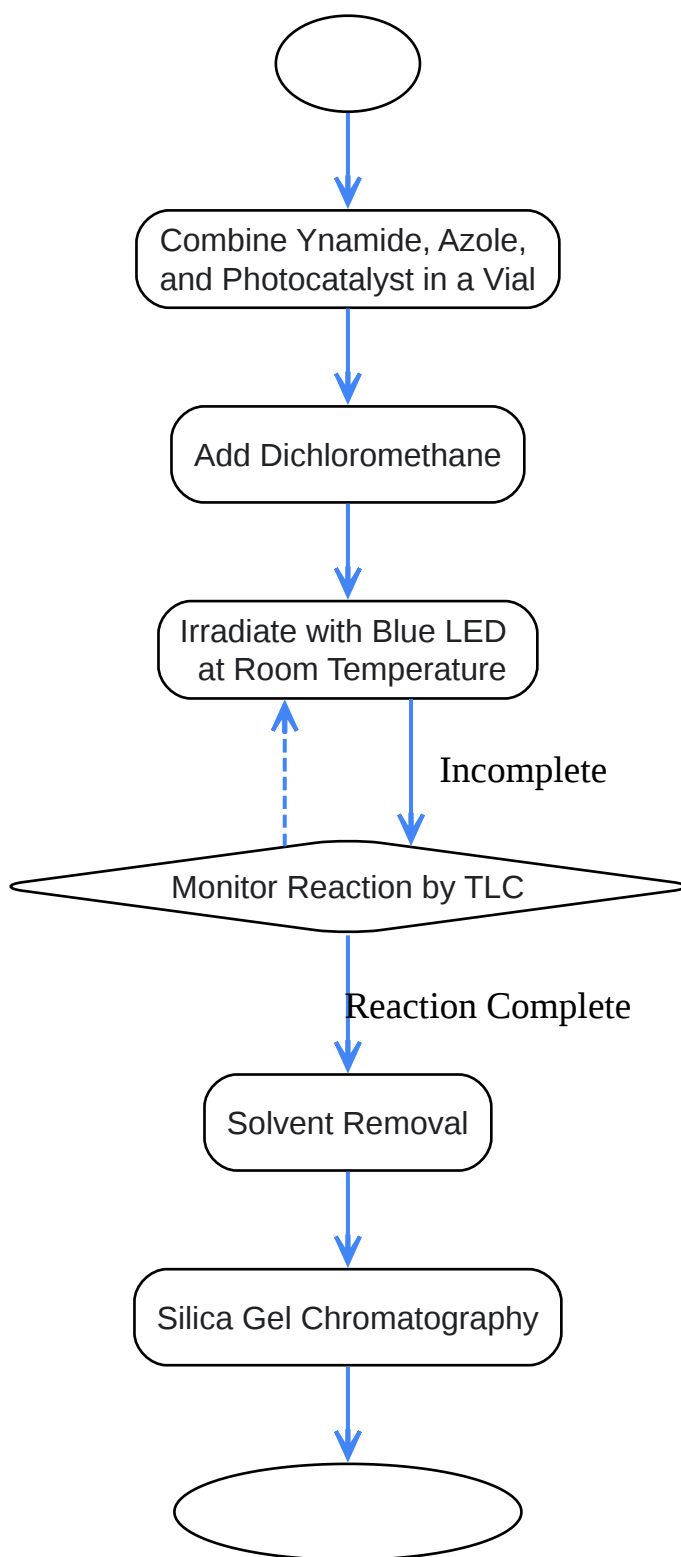 Combine Ynamide, Azole,
and Photocatalyst in a Vial
Add Dichloromethane
Irradiate with Blue LED
at Room Temperature
Incomplete
Monitor Reaction by TLC
Reaction Complete
Solvent Removal
Silica Gel Chromatography